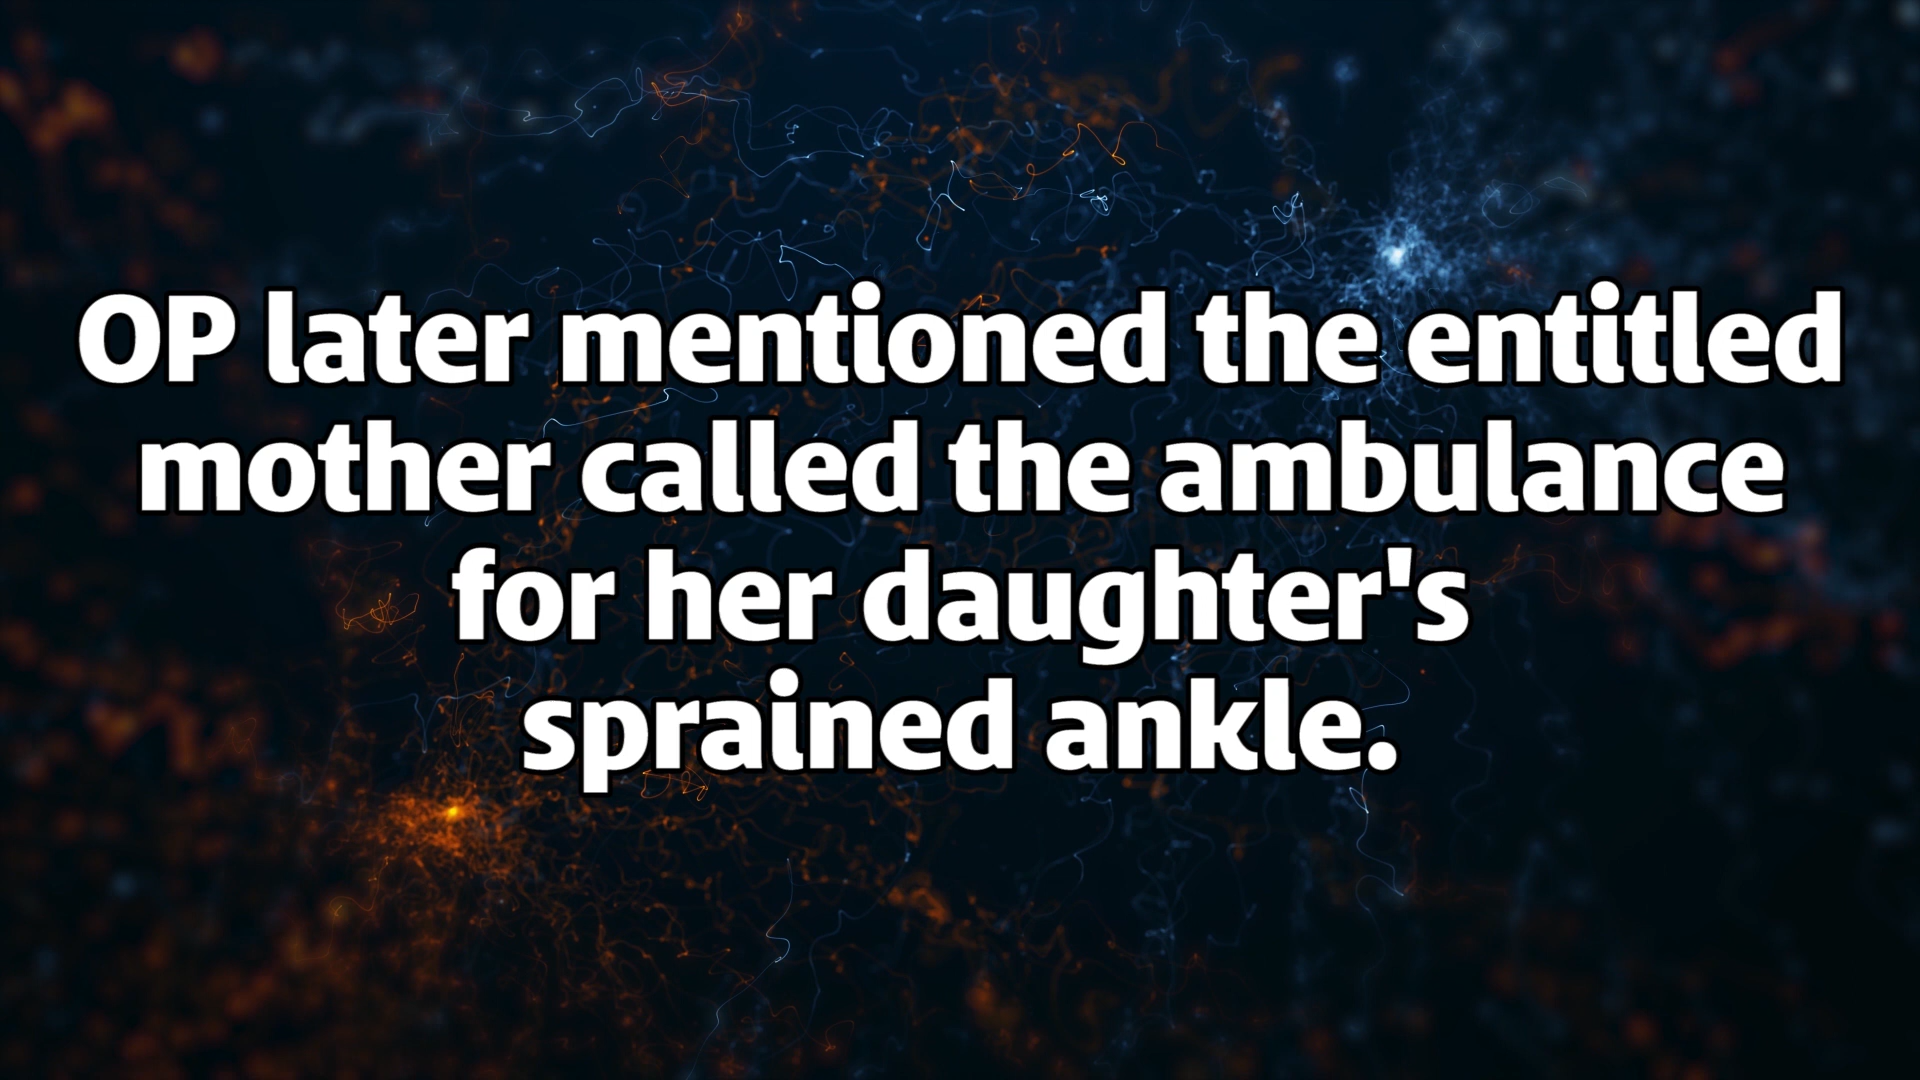 OP later mentioned the entitled
mother called the ambulance
for her daughter's
sprained ankle.